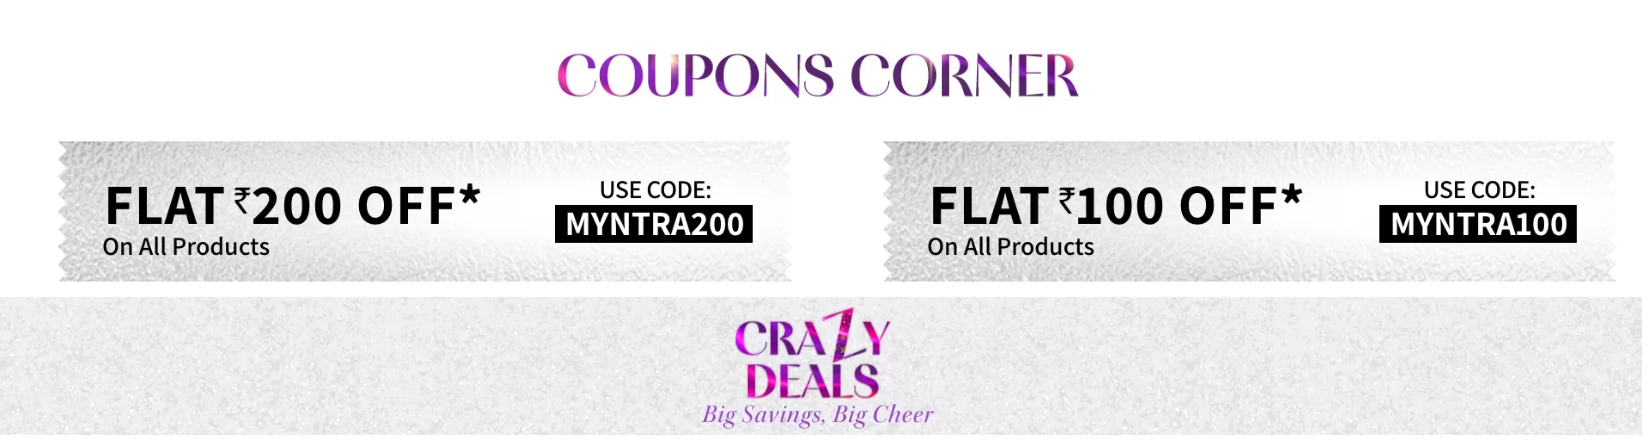 COUPONS CORNER
FLAT ₹200 OFF*
On All Products
USE CODE:
MYNTRA200
FLAT ₹100 OFF*
On All Products
USE CODE:
MYNTRA100
CRAZY
DEALS
Big Savings, Big Cheer